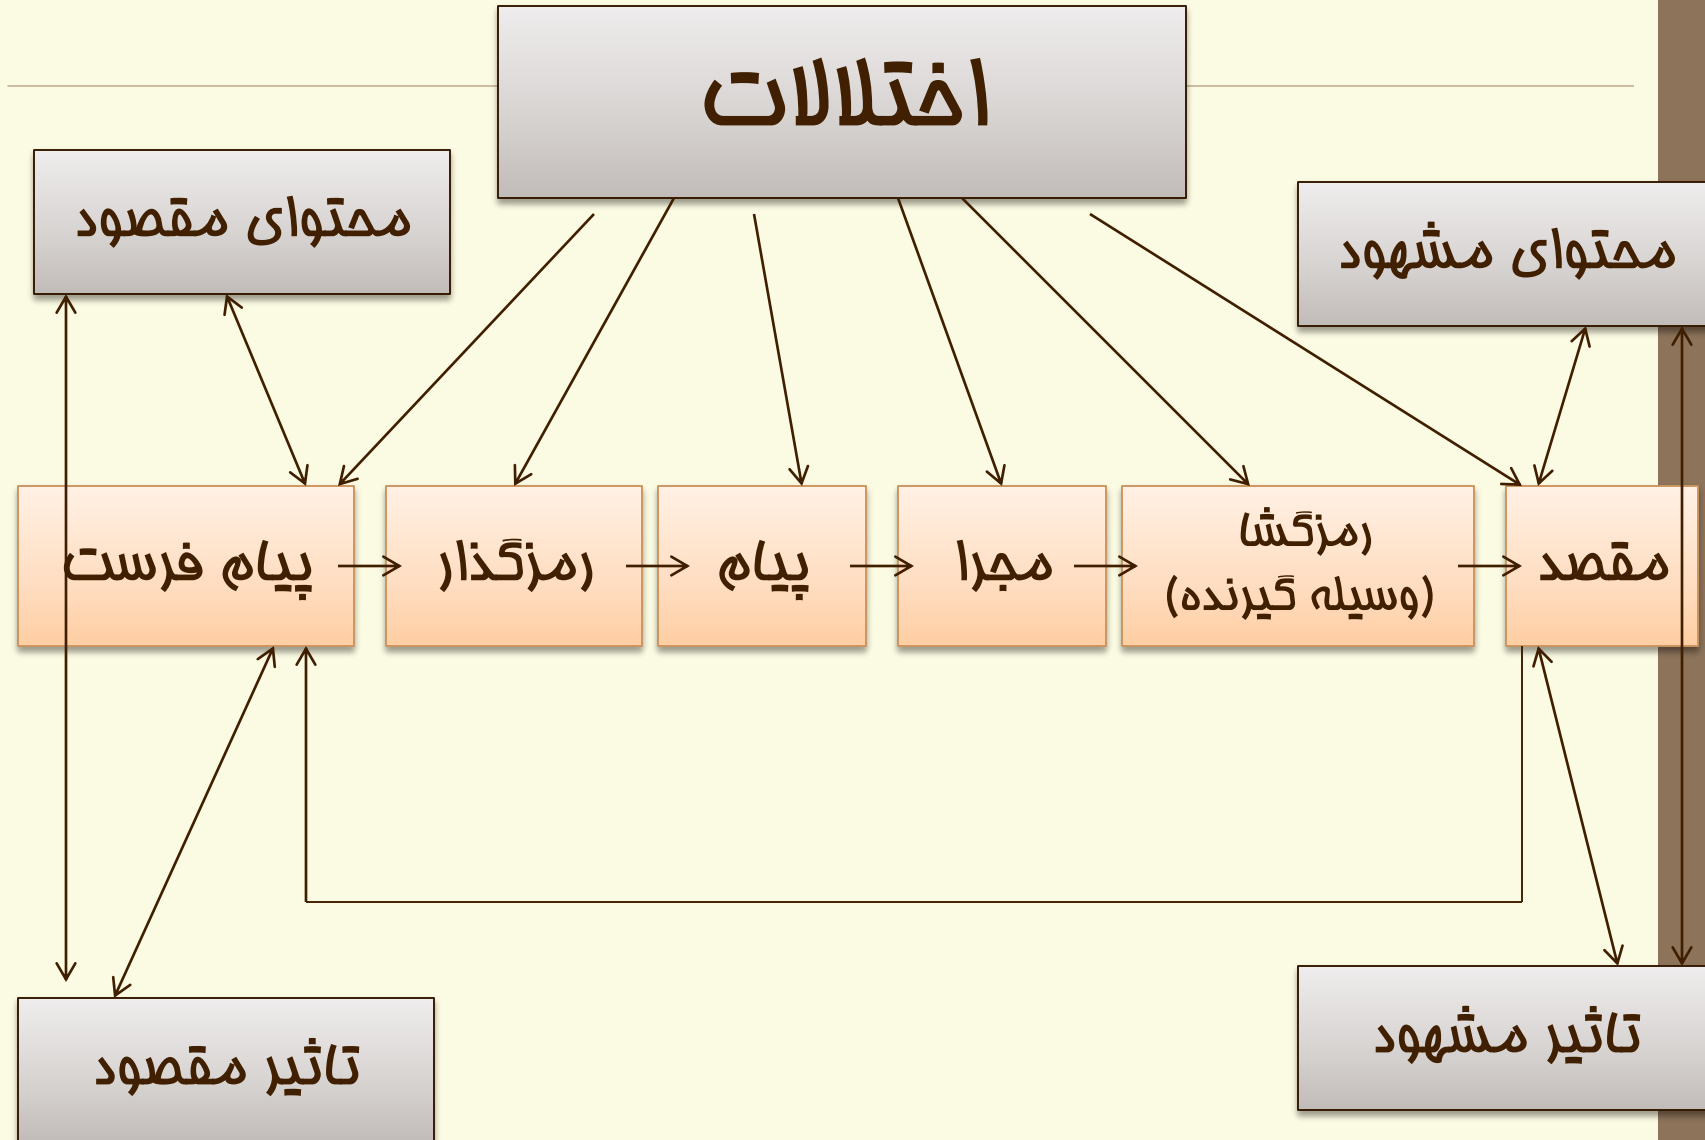 اختلالات
محتوای مقصود
محتوای مشهود
پیام فرست
رمزگذار
پیام
مجرا
رمزگشا
(وسیله گیرنده)
مقصد
تاثیر مقصود
تاثیر مشهود